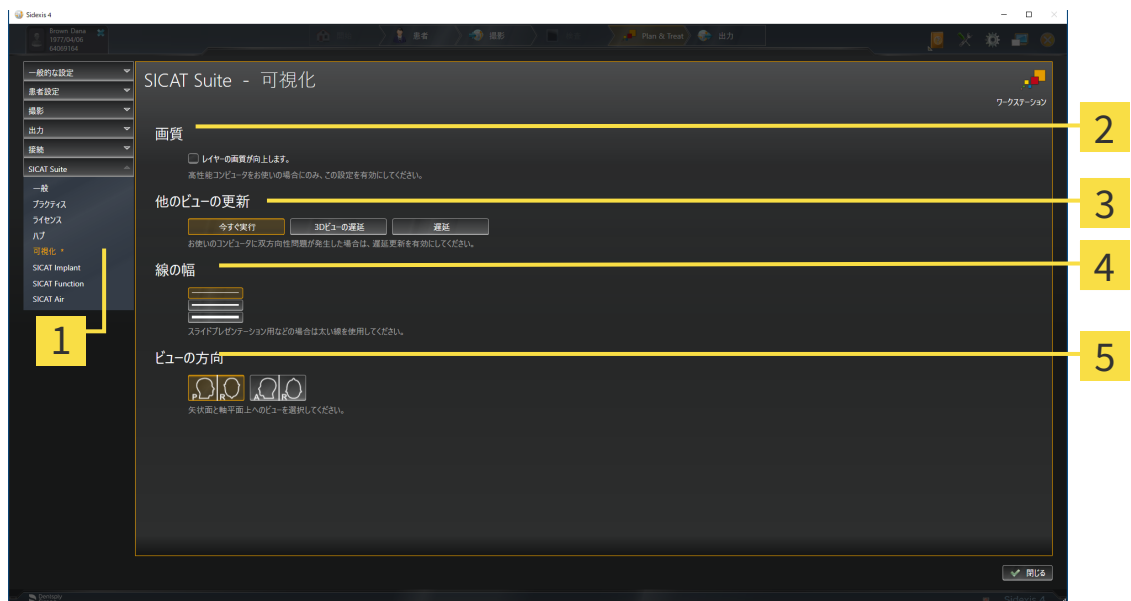 Sidexis 4
Brown Dana
1977/04/06
64069164
患者
撮影
Plan & Treat
出力
一般的な設定
患者設定
撮影
出力
接続
SICAT Suite
一般
プラクティス
ライセンス
ハブ
可視化 *
SICAT Implant
SICAT Function
SICAT Air
1
SICAT Suite - 可視化
ワークステーション
画質
2
レイヤーの画質が向上します。
高性能コンピュータをお使いの場合にのみ、この設定を有効にしてください。
他のビューの更新
3
今すぐ実行
3Dビューの遅延
遅延
お使いのコンピュータに双方向性問題が発生した場合は、遅延更新を有効にしてください。
線の幅
4
スライドプレゼンテーション用などの場合は太い線を使用してください。
ビューの方向
5
P R A R
矢状面と軸平面上へのビューを選択してください。
閉じる
Dentsply
Sidexis 4